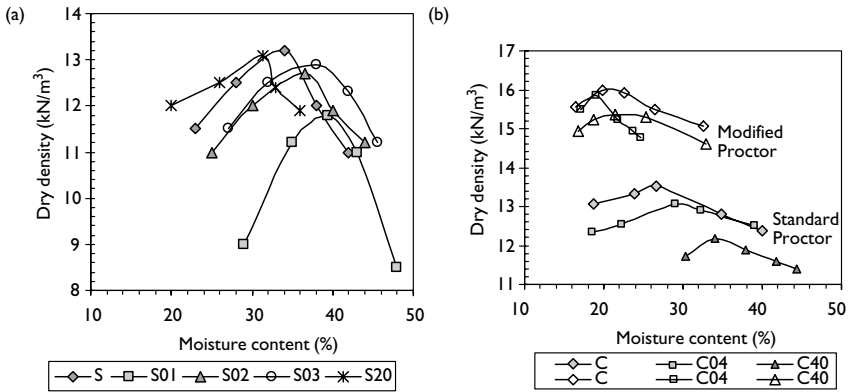 (a)
14
13
12
11
10
9
8
Dry density (kN/m³)
10 20 30 40 50
Moisture content (%)
S S01 S02 S03 S20
(b)
17
16
15
14
13
12
11
Dry density (kN/m³)
Modified
Proctor
Standard
Proctor
10 20 30 40 50
Moisture content (%)
C C04 C40
C C04 C40